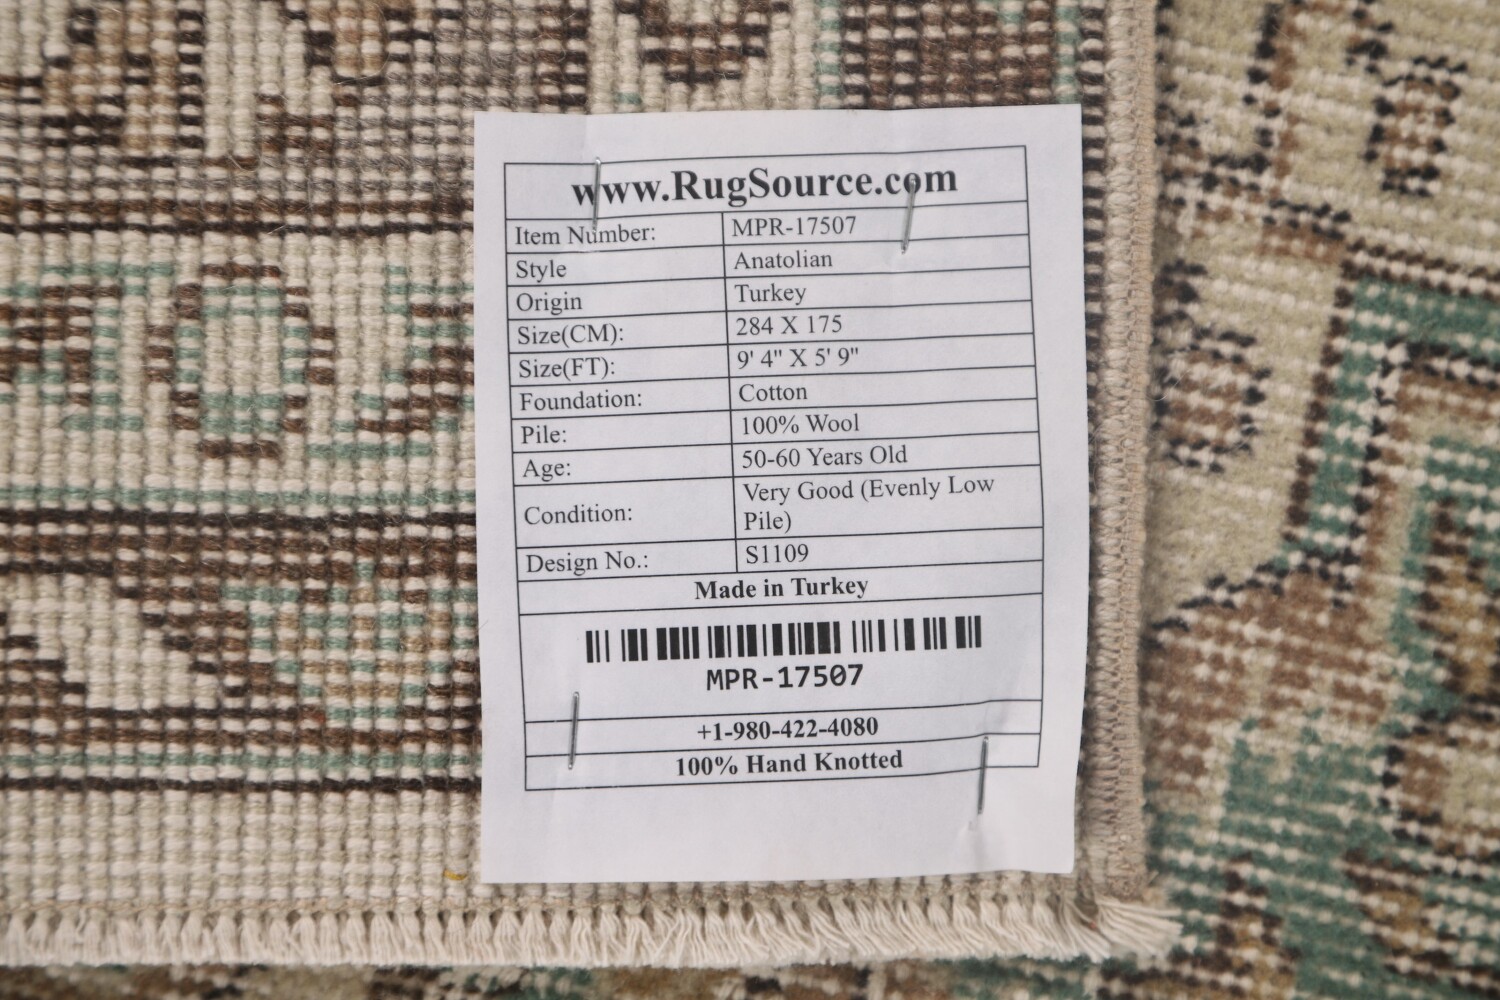 www.RugSource.com
Item Number: MPR-17507
Style Anatolian
Origin Turkey
Size(CM): 284 X 175
Size(FT): 9' 4" X 5' 9"
Foundation: Cotton
Pile: 100% Wool
Age: 50-60 Years Old
Condition: Very Good (Evenly Low
Pile)
Design No.: S1109
Made in Turkey
MPR-17507
+1-980-422-4080
100% Hand Knotted